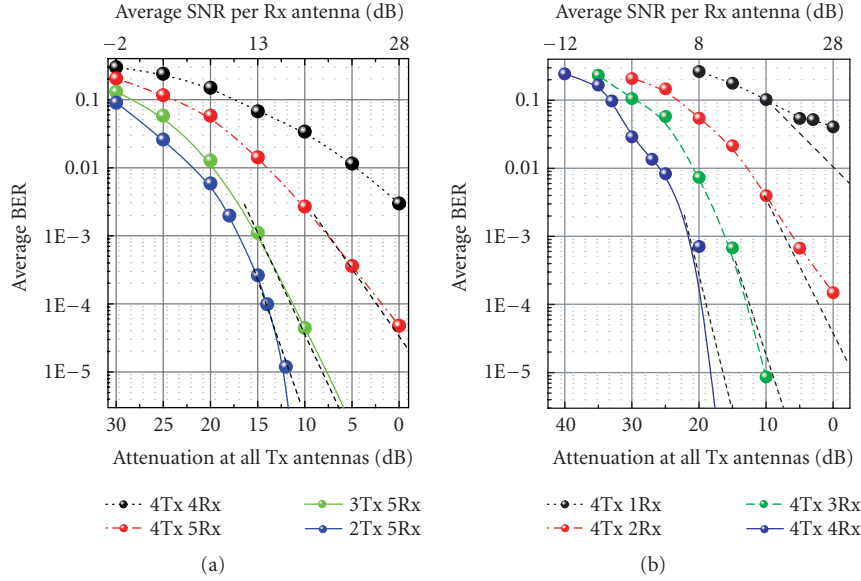 Average SNR per Rx antenna (dB)
−2 13 28
0.1
0.01
1E−3
1E−4
1E−5
Average BER
30 25 20 15 10 5 0
Attenuation at all Tx antennas (dB)
4Tx 4Rx
4Tx 5Rx
3Tx 5Rx
2Tx 5Rx
(a)
Average SNR per Rx antenna (dB)
−12 8 28
0.1
0.01
1E−3
1E−4
1E−5
Average BER
40 30 20 10 0
Attenuation at all Tx antennas (dB)
4Tx 1Rx
4Tx 2Rx
4Tx 3Rx
4Tx 4Rx
(b)